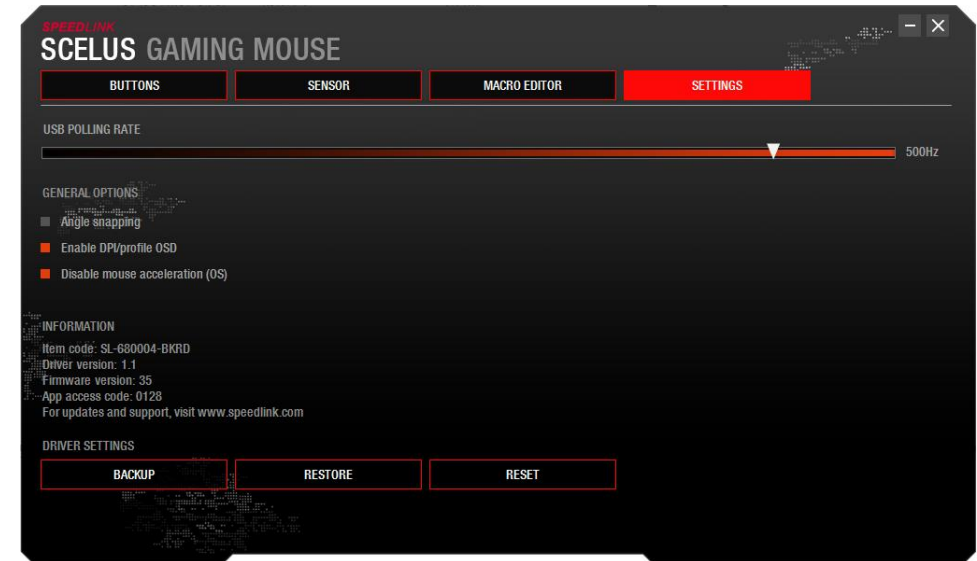 SPEEDLINK
SCELUS GAMING MOUSE
BUTTONS SENSOR MACRO EDITOR SETTINGS
USB POLLING RATE
500Hz
GENERAL OPTIONS
Angle snapping
Enable DPI/profile OSD
Disable mouse acceleration (OS)
INFORMATION
Item code: SL-680004-BKRD
Driver version: 1.1
Firmware version: 35
App access code: 0128
For updates and support, visit www.speedlink.com
DRIVER SETTINGS
BACKUP RESTORE RESET